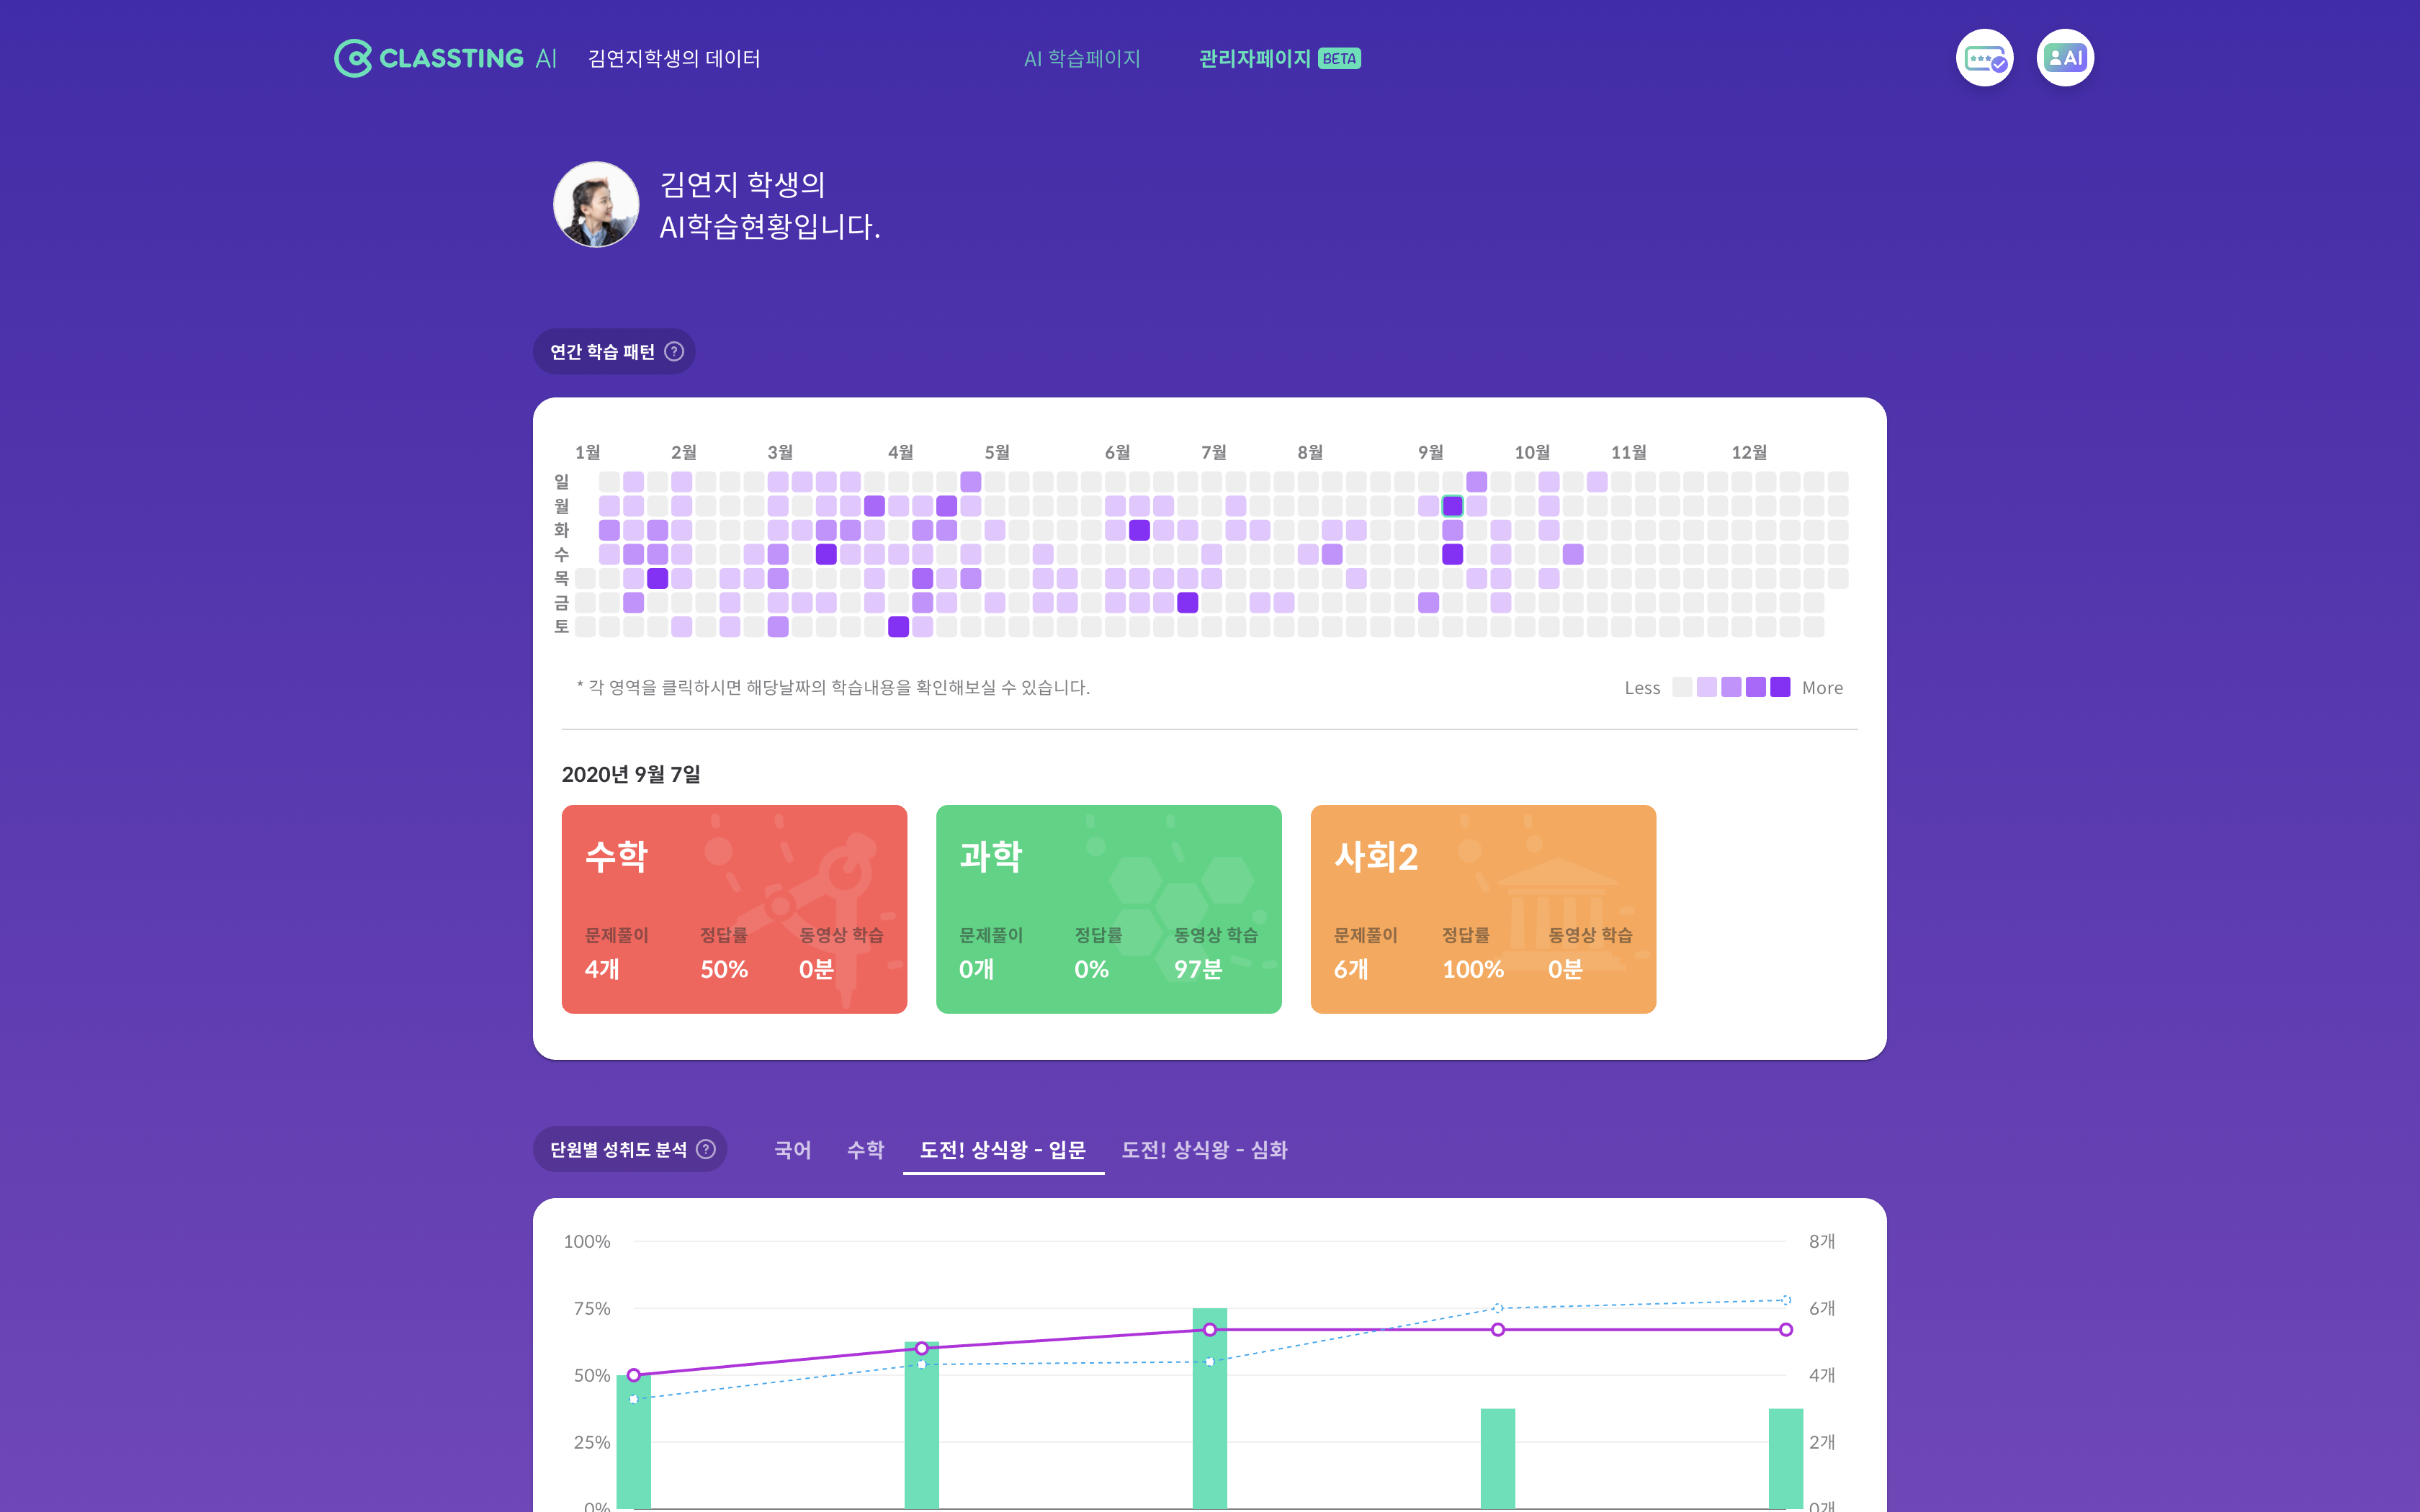 CLASSTING AI 김연지학생의 데이터 AI 학습페이지 관리자페이지 BETA
AI
김연지 학생의
AI학습현황입니다.
연간 학습 패턴 ?
1월 2월 3월 4월 5월 6월 7월 8월 9월 10월 11월 12월
일
월
화
수
목
금
토
* 각 영역을 클릭하시면 해당날짜의 학습내용을 확인해보실 수 있습니다.
Less More
2020년 9월 7일
수학
문제풀이 정답률 동영상 학습
4개 50% 0분
과학
문제풀이 정답률 동영상 학습
0개 0% 97분
사회2
문제풀이 정답률 동영상 학습
6개 100% 0분
단원별 성취도 분석 ? 국어 수학 도전! 상식왕 - 입문 도전! 상식왕 - 심화
100% 8개
75% 6개
50% 4개
25% 2개
0% 0개